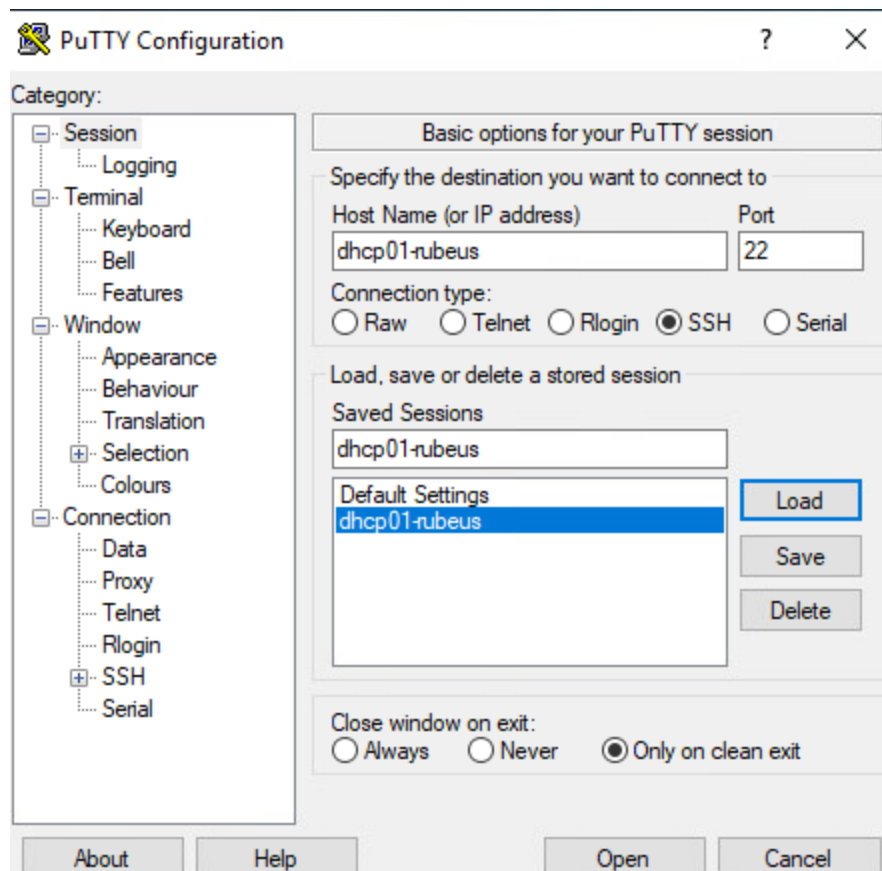 PuTTY Configuration
?
Category:
Session
Logging
Terminal
Keyboard
Bell
Features
Window
Appearance
Behaviour
Translation
Selection
Colours
Connection
Data
Proxy
Telnet
Rlogin
SSH
Serial
Basic options for your PuTTY session
Specify the destination you want to connect to
Host Name (or IP address) Port
dhcp01-rubeus 22
Connection type:
Raw Telnet Rlogin SSH Serial
Load, save or delete a stored session
Saved Sessions
dhcp01-rubeus
Default Settings
dhcp01-rubeus
Load
Save
Delete
Close window on exit:
Always Never Only on clean exit
About Help Open Cancel